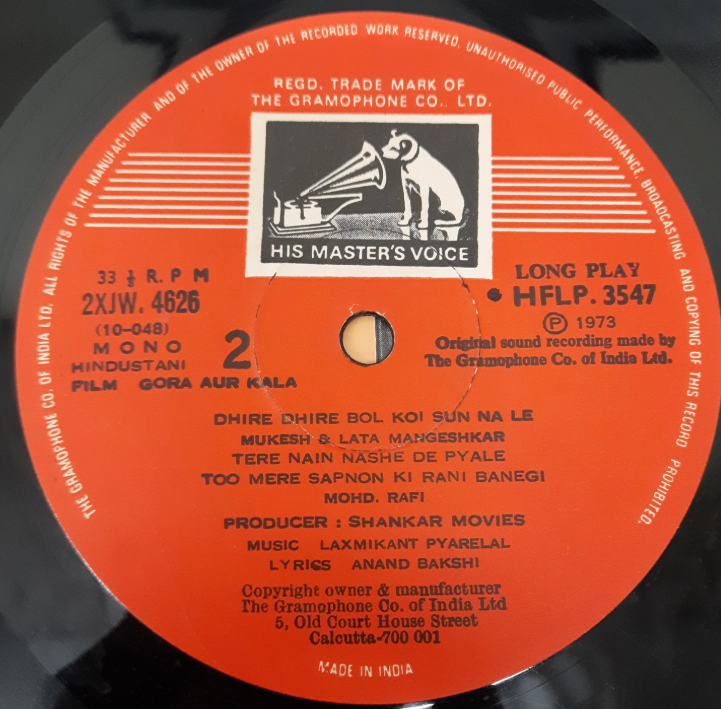 THE GRAMOPHONE CO. OF INDIA LTD. ALL RIGHTS OF THE MANUFACTURER AND OF THE OWNER OF THE RECORDED WORK RESERVED, UNAUTHORISED PUBLIC PERFORMANCE, BROADCASTING AND COPYING OF THIS RECORD PROHIBITED.
REGD. TRADE MARK OF
THE GRAMOPHONE CO. LTD.
HIS MASTER'S VOICE
33 ⅓ R. P M
2XJW. 4626
(10-048)
MONO
HINDUSTANI
2
FILM GORA AUR KALA
LONG PLAY
HFLP. 3547
℗ 1973
Original sound recording made by
The Gramophone Co. of India Ltd.
DHIRE DHIRE BOL KOI SUN NA LE
MUKESH & LATA MANGESHKAR
TERE NAIN NASHE DE PYALE
TOO MERE SAPNON KI RANI BANEGI
MOHD. RAFI
PRODUCER : SHANKAR MOVIES
MUSIC LAXMIKANT PYARELAL
LYRICS ANAND BAKSHI
Copyright owner & manufacturer
The Gramophone Co. of India Ltd
5, Old Court House Street
Calcutta-700 001
MADE IN INDIA